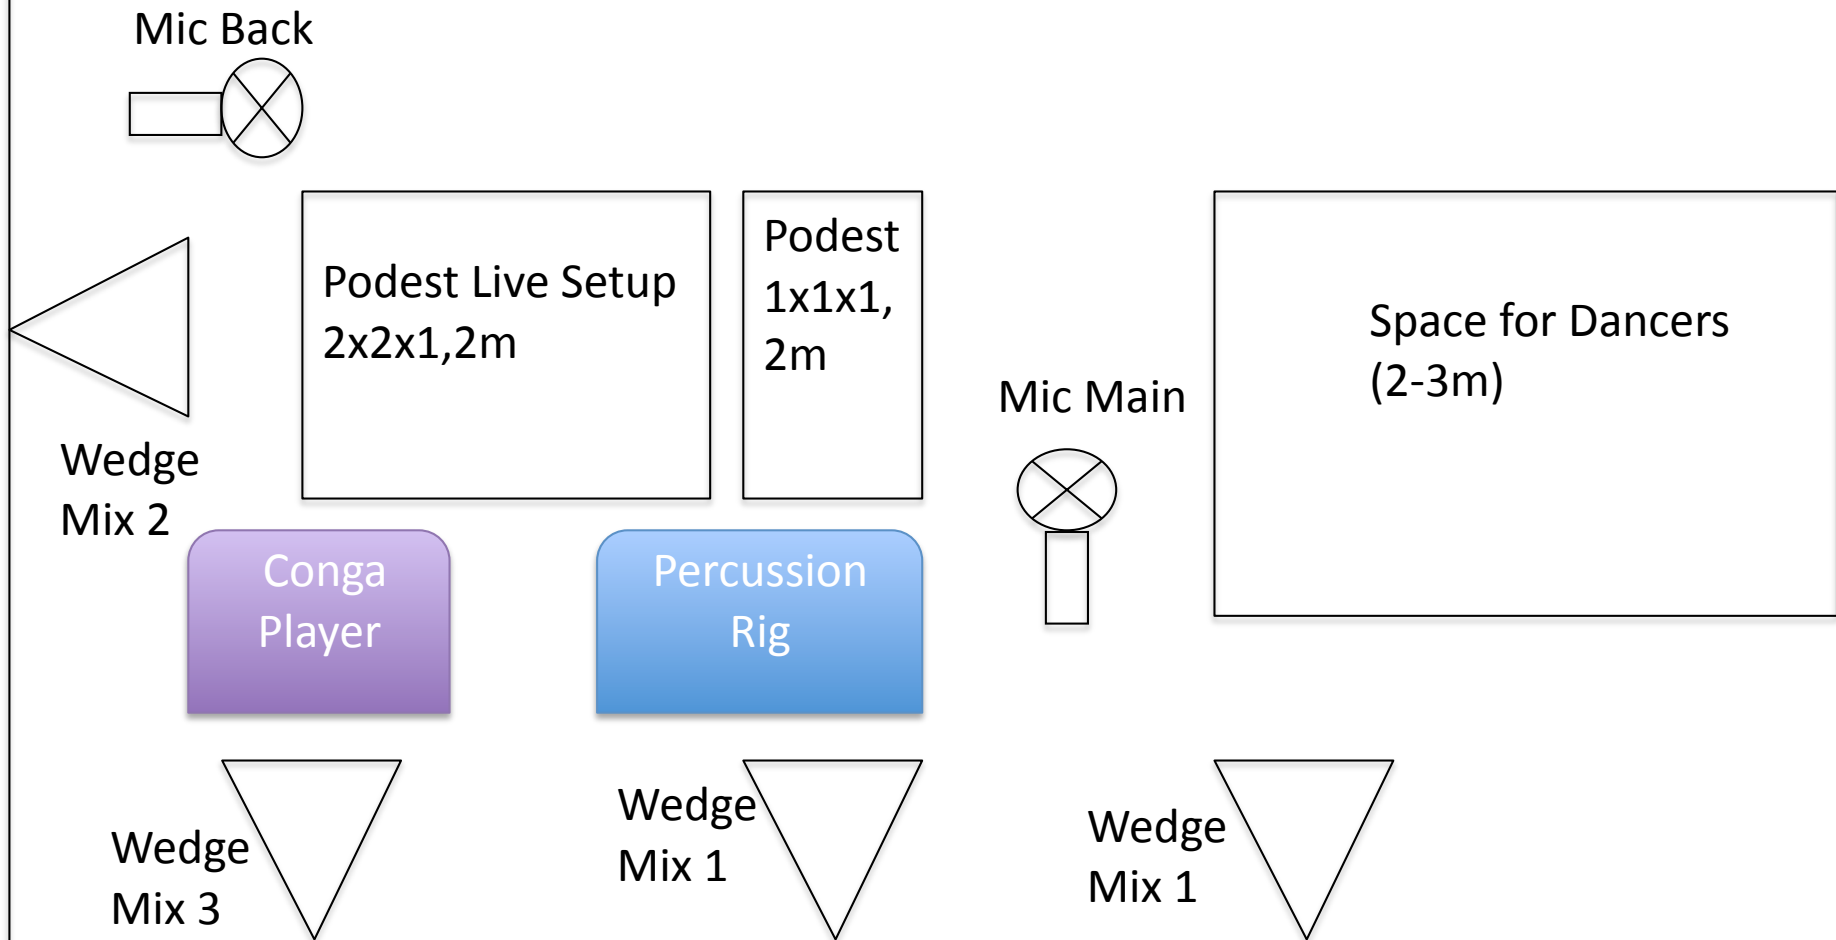 Mic Back
Podest Live Setup
2x2x1,2m
Podest
1x1x1,
2m
Space for Dancers
(2-3m)
Mic Main
Wedge
Mix 2
Conga
Player
Percussion
Rig
Wedge
Mix 3
Wedge
Mix 1
Wedge
Mix 1